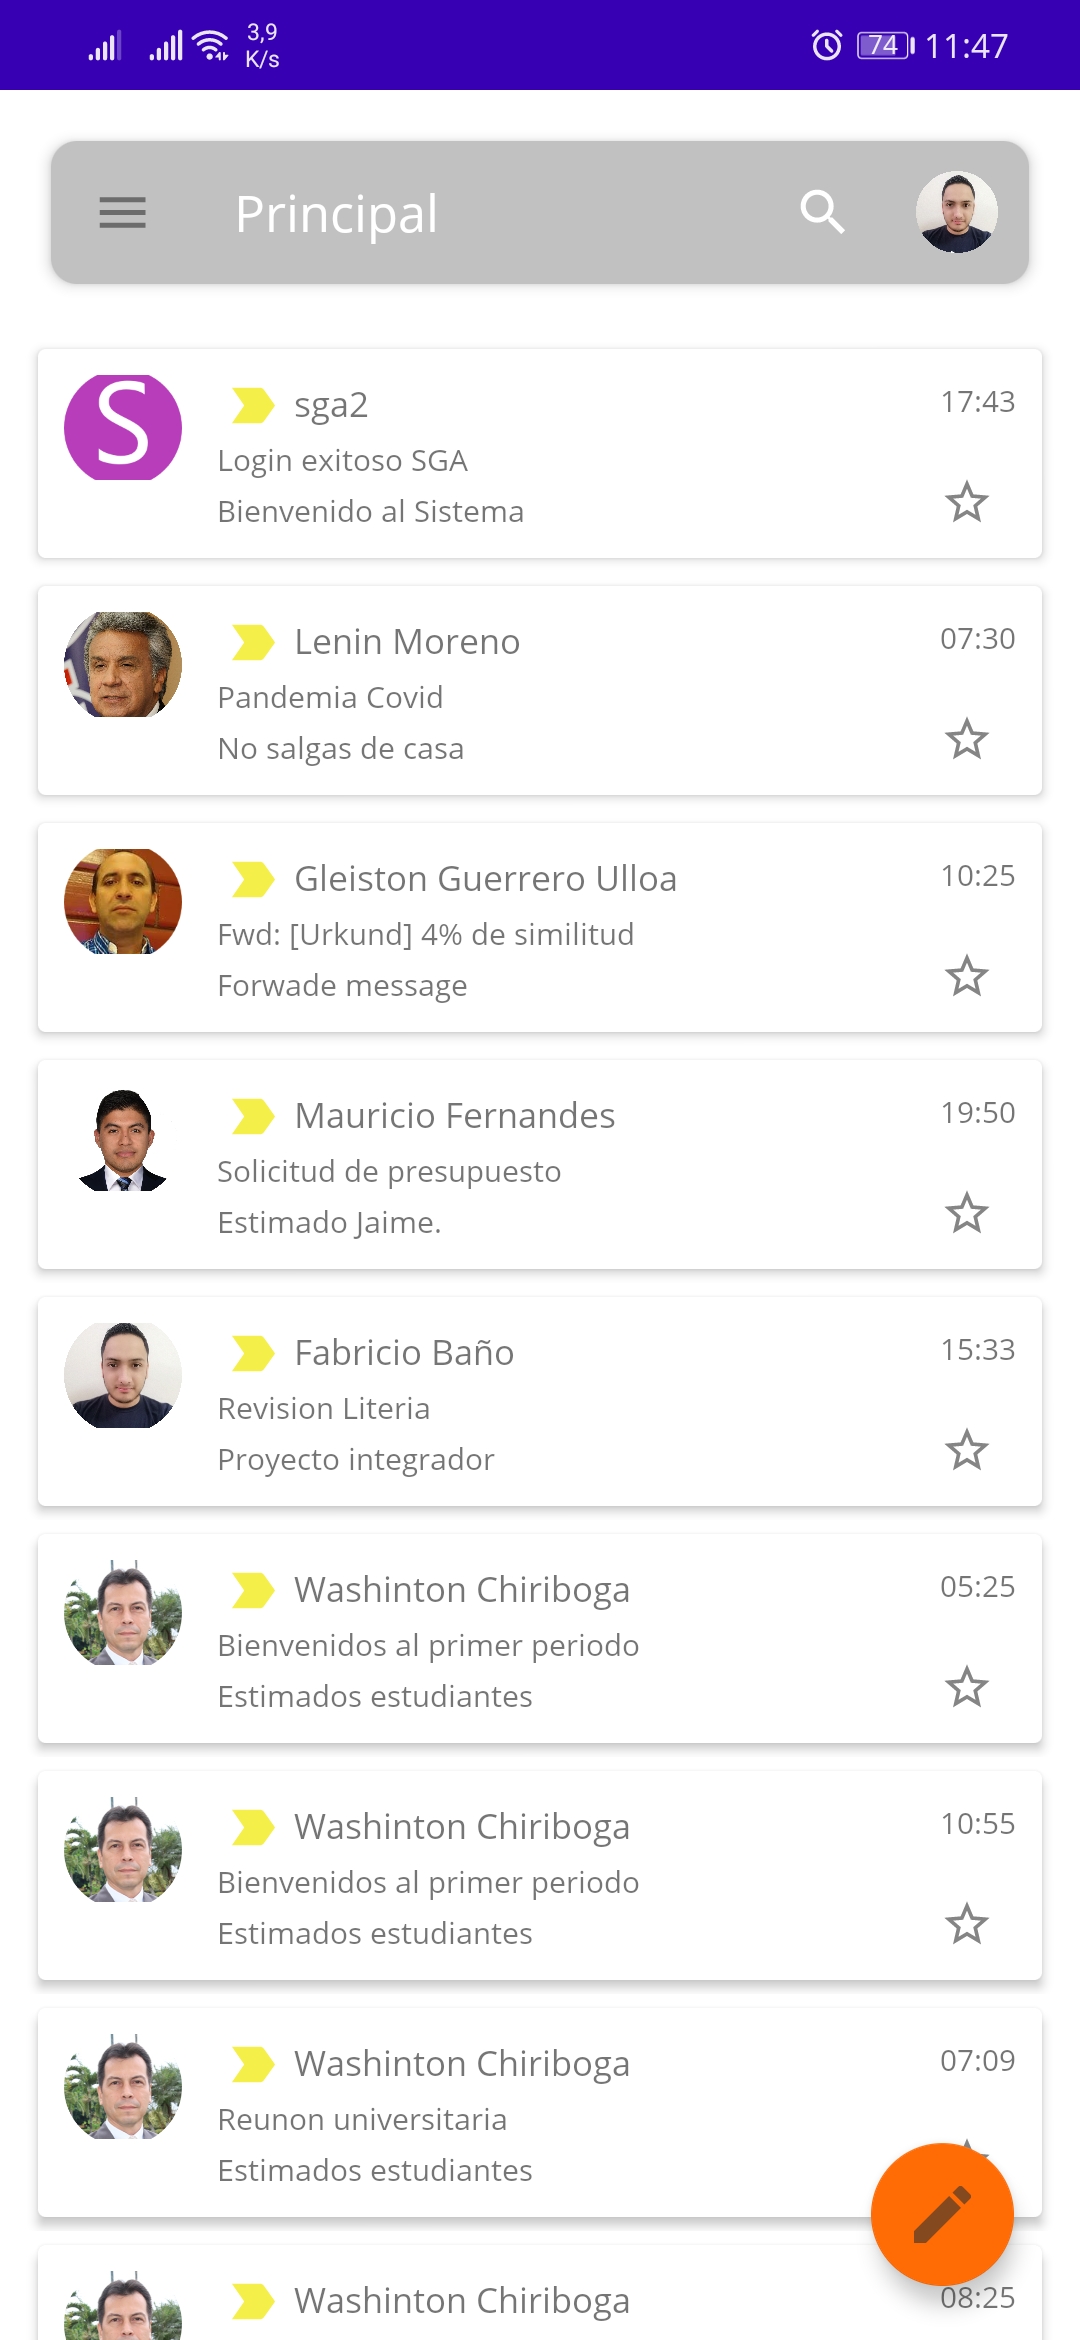 3,9
K/s
74
11:47
Principal
S
sga2
17:43
Login exitoso SGA
Bienvenido al Sistema
Lenin Moreno
07:30
Pandemia Covid
No salgas de casa
Gleiston Guerrero Ulloa
10:25
Fwd: [Urkund] 4% de similitud
Forwade message
Mauricio Fernandes
19:50
Solicitud de presupuesto
Estimado Jaime.
Fabricio Baño
15:33
Revision Literia
Proyecto integrador
Washinton Chiriboga
05:25
Bienvenidos al primer periodo
Estimados estudiantes
Washinton Chiriboga
10:55
Bienvenidos al primer periodo
Estimados estudiantes
Washinton Chiriboga
07:09
Reunon universitaria
Estimados estudiantes
Washinton Chiriboga
08:25